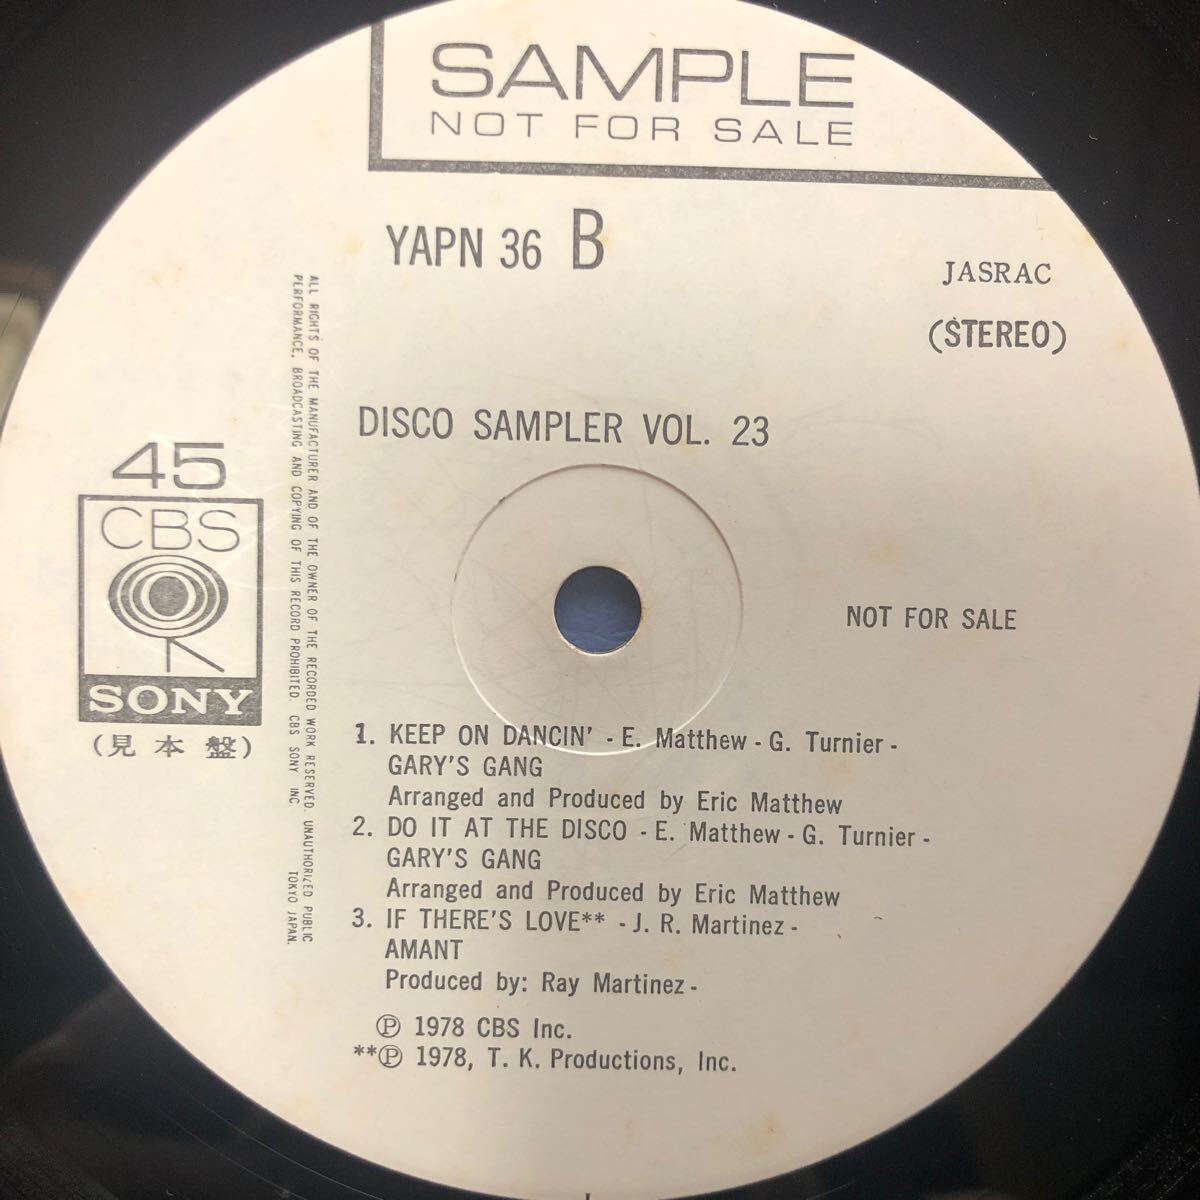 SAMPLE
NOT FOR SALE
YAPN 36 B
JASRAC
(STEREO)
DISCO SAMPLER VOL. 23
45
CBS
SONY
(見本盤)
ALL RIGHTS OF THE MANUFACTURER AND OF THE OWNER OF THE RECORDED WORK RESERVED. UNAUTHORIZED PUBLIC
PERFORMANCE, BROADCASTING AND COPYING OF THIS RECORD PROHIBITED. CBS SONY INC TOKYO JAPAN.
NOT FOR SALE
1. KEEP ON DANCIN' - E. Matthew - G. Turnier -
GARY'S GANG
Arranged and Produced by Eric Matthew
2. DO IT AT THE DISCO - E. Matthew - G. Turnier -
GARY'S GANG
Arranged and Produced by Eric Matthew
3. IF THERE'S LOVE** - J. R. Martinez -
AMANT
Produced by: Ray Martinez -
Ⓟ 1978 CBS Inc.
**Ⓟ 1978, T. K. Productions, Inc.